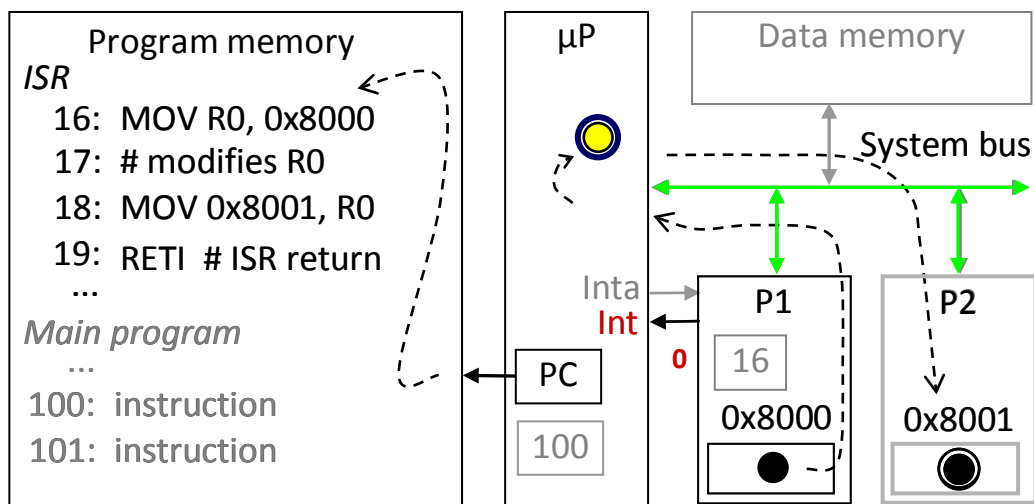 Program memory
ISR
16: MOV R0, 0x8000
17: # modifies R0
18: MOV 0x8001, R0
19: RETI # ISR return
...
Main program
...
100: instruction
101: instruction
µP
Inta
Int
PC
100
Data memory
System bus
0
P1
16
0x8000
P2
0x8001